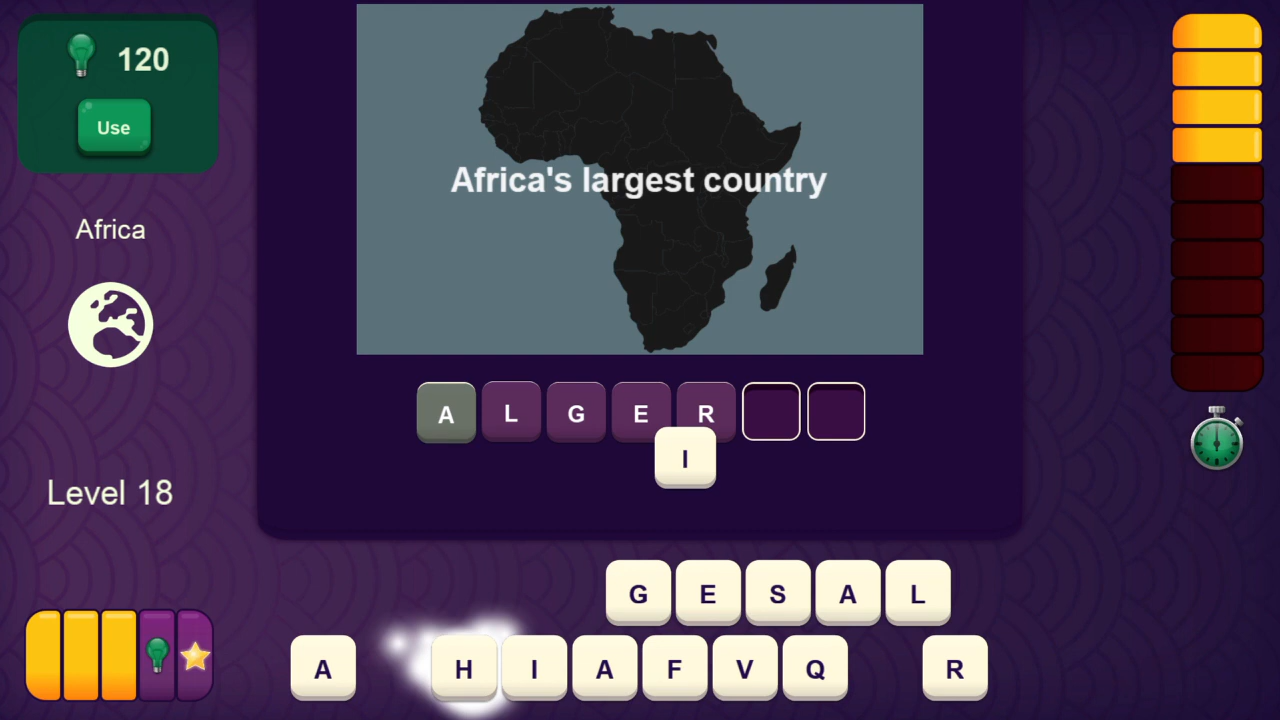 120
Use
Africa
Level 18
Africa's largest country
A L G E R
I
G E S A L
A H I A F V Q R